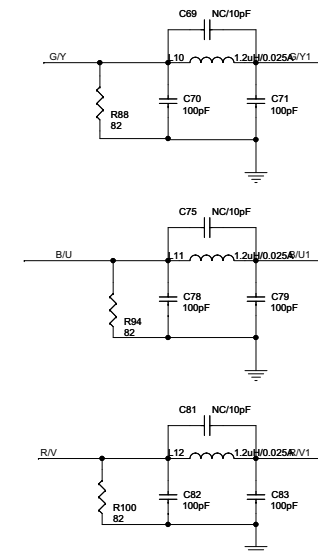 C69 NC/10pF
G/Y L10 1.2uH/0.025A G/Y1
R88 C70 C71
82 100pF 100pF
C75 NC/10pF
B/U L11 1.2uH/0.025A B/U1
R94 C78 C79
82 100pF 100pF
C81 NC/10pF
R/V L12 1.2uH/0.025A R/V1
R100 C82 C83
82 100pF 100pF